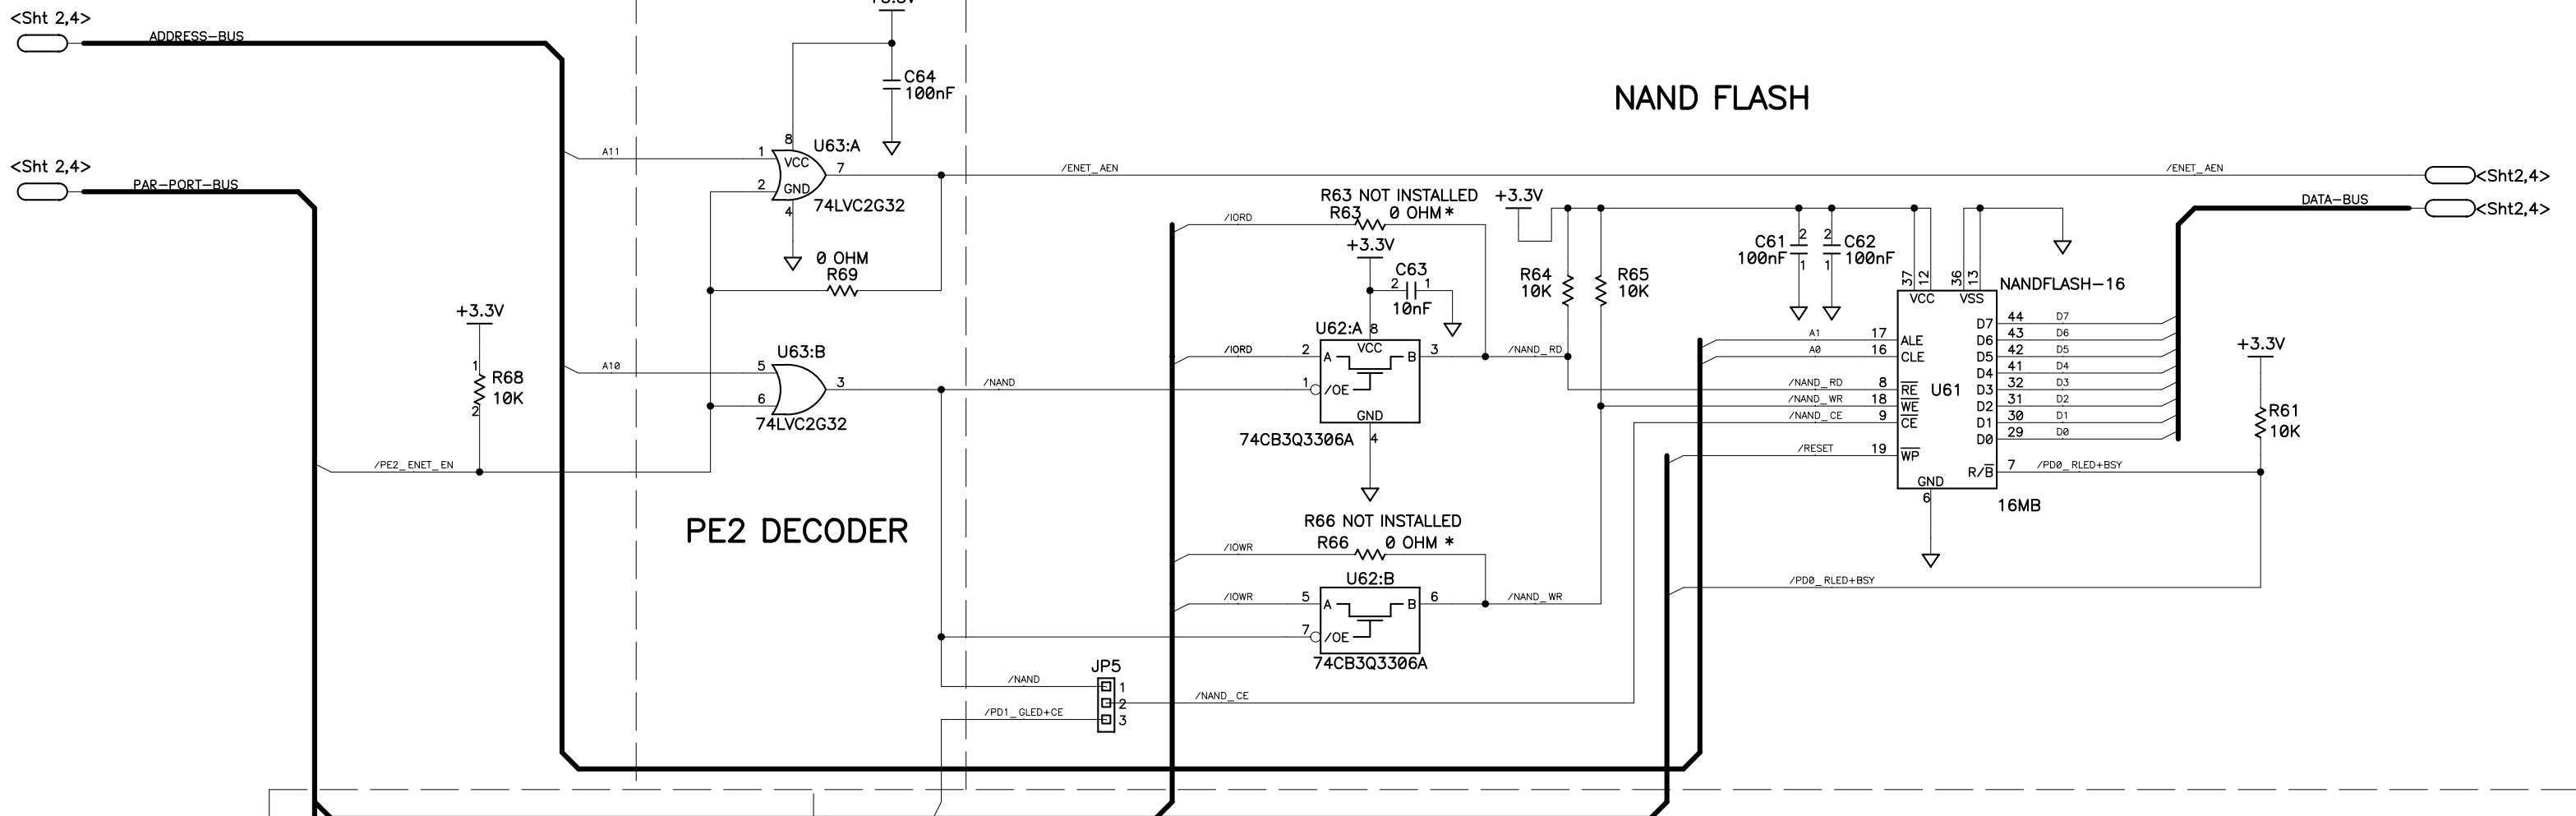 <Sht 2,4>
ADDRESS-BUS
<Sht 2,4>
PAR-PORT-BUS
C64
100nF
8
U63:A
A11
1
VCC
7
2
GND
4
74LVC2G32
/ENET_AEN
/ENET_AEN
<Sht2,4>
0 OHM
R69
+3.3V
1
R68
10K
2
U63:B
A10
5
3
6
74LVC2G32
/NAND
/PE2_ENET_EN
PE2 DECODER
NAND FLASH
R63 NOT INSTALLED
/IORD
R63
0 OHM *
+3.3V
+3.3V
C63
2
1
10nF
U62:A
8
/IORD
2
A
VCC
B
3
/NAND_RD
1
/OE
GND
74CB3Q3306A
4
R64
10K
R65
10K
R66 NOT INSTALLED
/IOWR
R66
0 OHM *
U62:B
/IOWR
5
A
B
6
/NAND_WR
7
/OE
74CB3Q3306A
JP5
/NAND
1
2
/NAND_CE
/PD1_GLED+CE
3
C61
100nF
2
1
2
C62
100nF
1
37
12
36
13
NANDFLASH-16
VCC
VSS
A1
17
ALE
A0
16
CLE
/NAND_RD
8
RE
U61
/NAND_WR
18
WE
/NAND_CE
9
CE
/RESET
19
WP
D7
44
D7
D6
43
D6
D5
42
D5
D4
41
D4
D3
32
D3
D2
31
D2
D1
30
D1
D0
29
D0
R/B
7
/PD0_RLED+BSY
GND
6
16MB
/PD0_RLED+BSY
DATA-BUS
<Sht2,4>
+3.3V
R61
10K